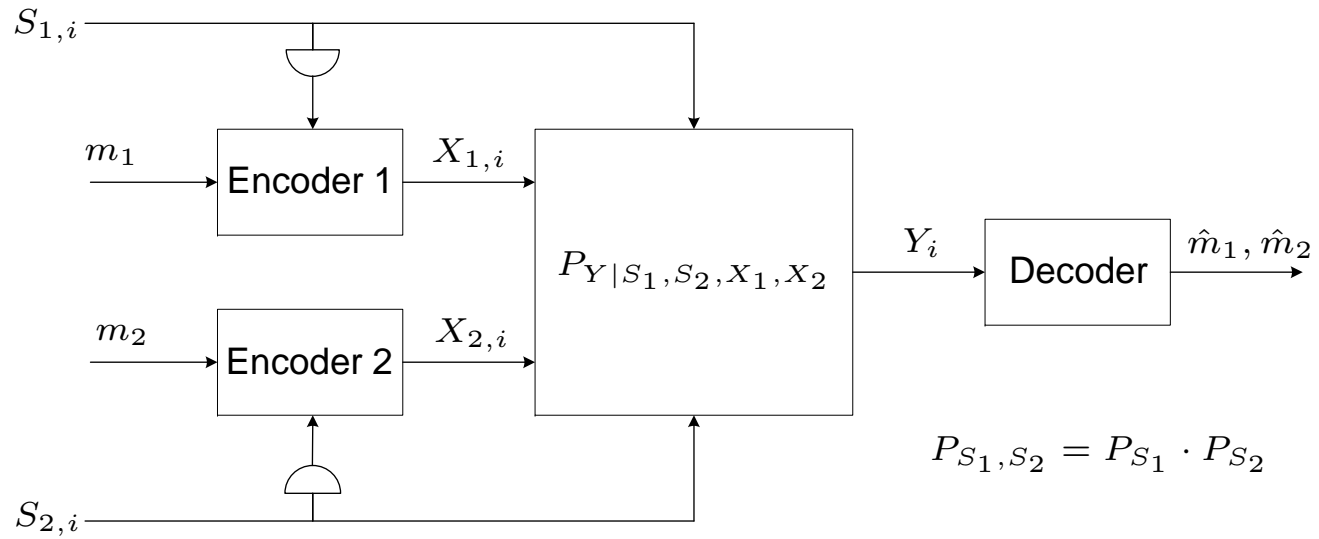 S_{1,i}
m_1
Encoder 1
X_{1,i}
P_{Y|S_1,S_2,X_1,X_2}
Y_i
Decoder
\hat{m}_1, \hat{m}_2
m_2
Encoder 2
X_{2,i}
P_{S_1,S_2} = P_{S_1} \cdot P_{S_2}
S_{2,i}